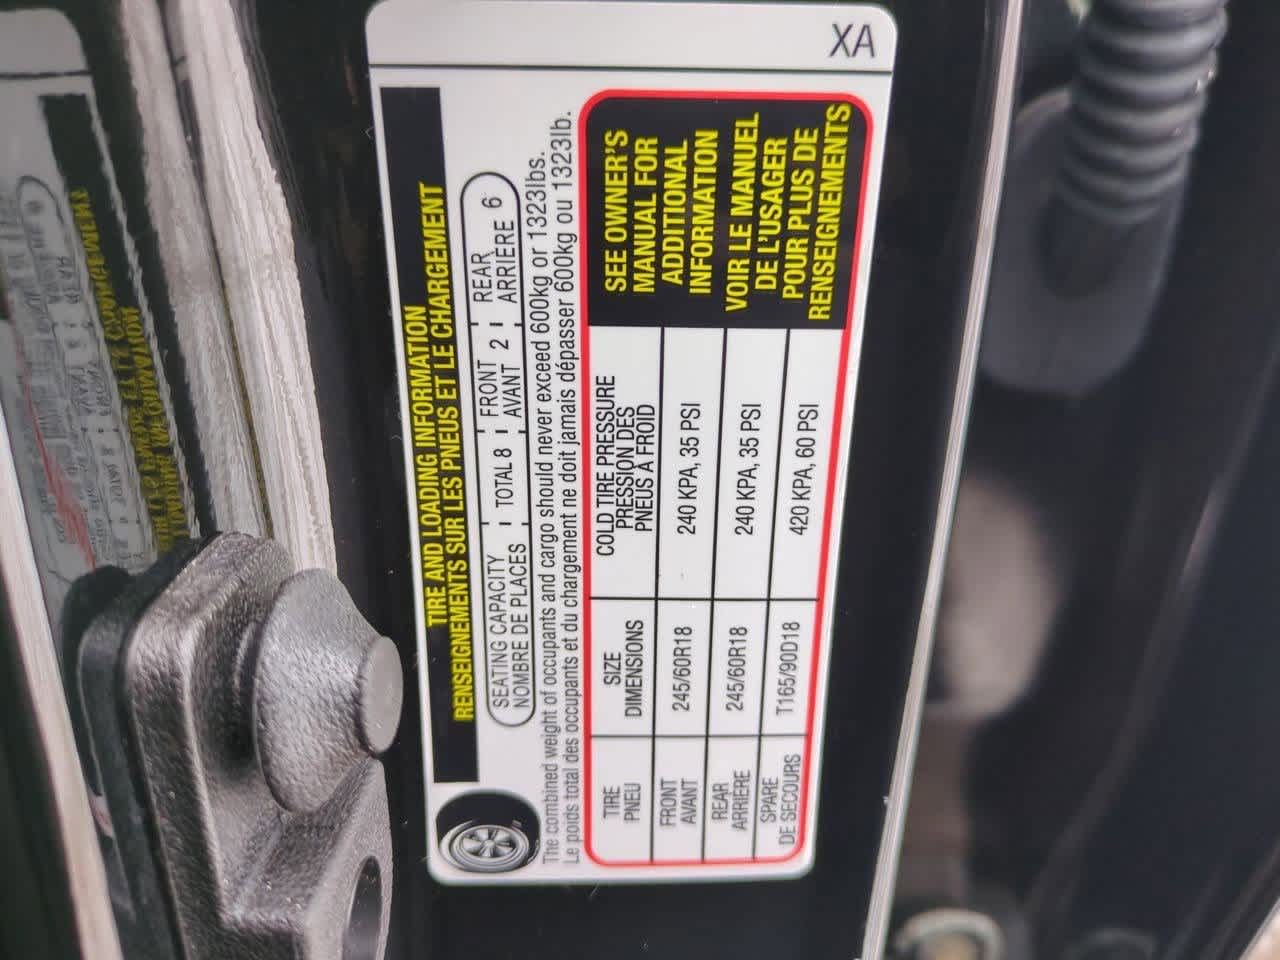 XA
TIRE AND LOADING INFORMATION
RENSEIGNEMENTS SUR LES PNEUS ET LE CHARGEMENT
SEATING CAPACITY TOTAL 8 FRONT 2 REAR 6
NOMBRE DE PLACES AVANT ARRIÈRE
The combined weight of occupants and cargo should never exceed 600kg or 1323lbs.
Le poids total des occupants et du chargement ne doit jamais dépasser 600kg ou 1323lb.
TIRE SIZE COLD TIRE PRESSURE
PNEU DIMENSIONS PRESSION DES
PNEUS À FROID
FRONT 245/60R18 240 KPA, 35 PSI
AVANT
REAR 245/60R18 240 KPA, 35 PSI
ARRIÈRE
SPARE T165/90D18 420 KPA, 60 PSI
DE SECOURS
SEE OWNER'S
MANUAL FOR
ADDITIONAL
INFORMATION
VOIR LE MANUEL
DE L'USAGER
POUR PLUS DE
RENSEIGNEMENTS